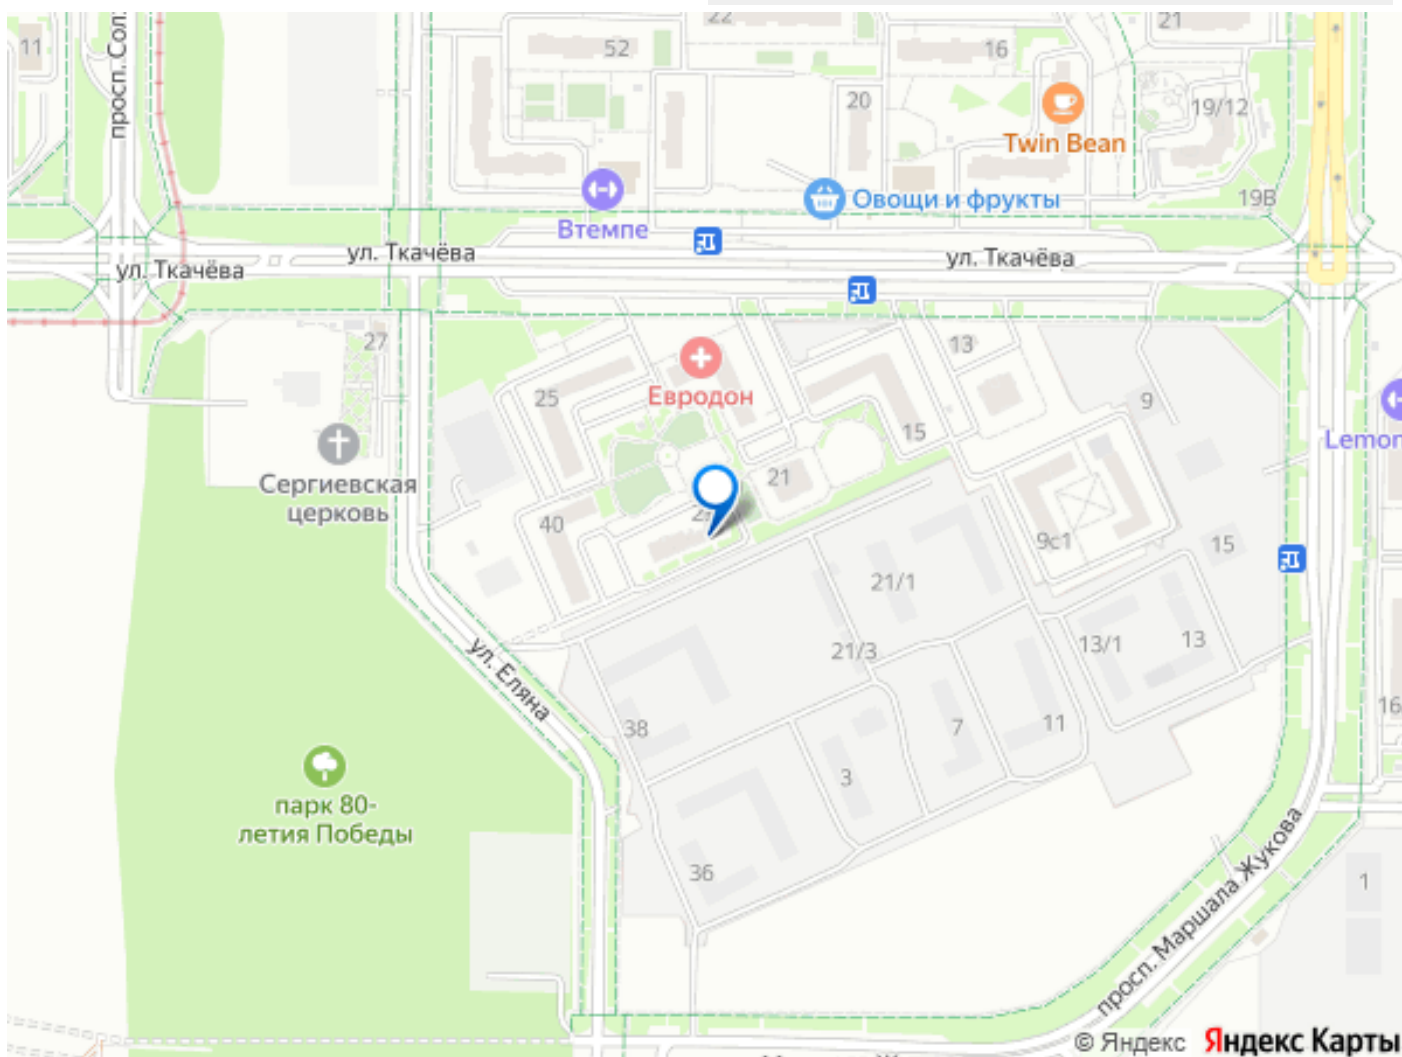 22
11
просп. Сол
52
16
21
20
19/12
Twin Bean
19В
Овощи и фрукты
Втемпе
ул. Ткачёва
ул. Ткачёва
ул. Ткачёва
27
13
25
Евродон
9
15
Lemon
Сергиевская
церковь
21
40
9с1
15
21/1
21/3
13/1
13
ул. Еляна
38
7
11
16
3
парк 80-
летия Победы
36
1
просп. Маршала Жукова
© Яндекс Яндекс Карты